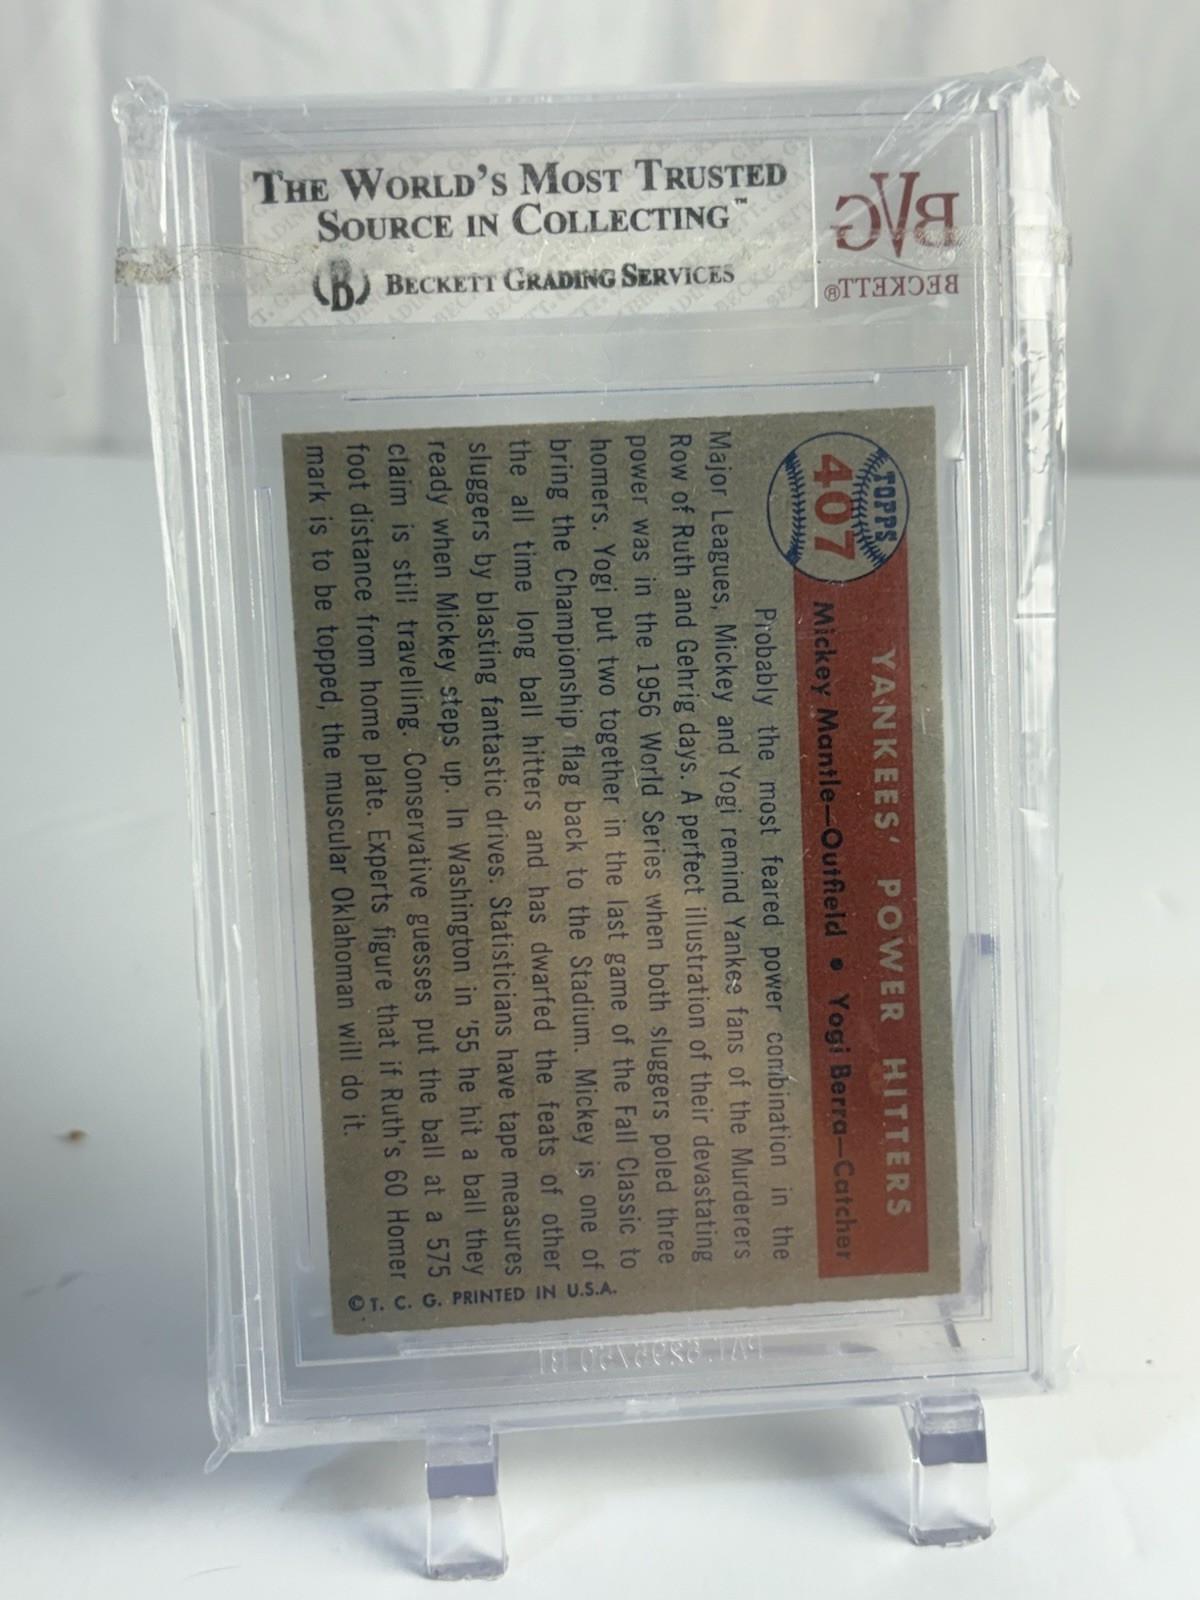 THE WORLD'S MOST TRUSTED
SOURCE IN COLLECTING™
BECKETT GRADING SERVICES
BVG
BECKETT®
TOPPS
407
YANKEES' POWER HITTERS
Mickey Mantle—Outfield • Yogi Berra—Catcher
Probably the most feared power combination in the
Major Leagues, Mickey and Yogi remind Yankee fans of the Murderers
Row of Ruth and Gehrig days. A perfect illustration of their devastating
power was in the 1956 World Series when both sluggers poled three
homers. Yogi put two together in the last game of the Fall Classic to
bring the Championship flag back to the Stadium. Mickey is one of
the all time long ball hitters and has dwarfed the feats of other
sluggers by blasting fantastic drives. Statisticians have tape measures
ready when Mickey steps up. In Washington in '55 he hit a ball they
claim is still travelling. Conservative guesses put the ball at a 575
foot distance from home plate. Experts figure that if Ruth's 60 Homer
mark is to be topped, the muscular Oklahoman will do it.
© T. C. G. PRINTED IN U.S.A.